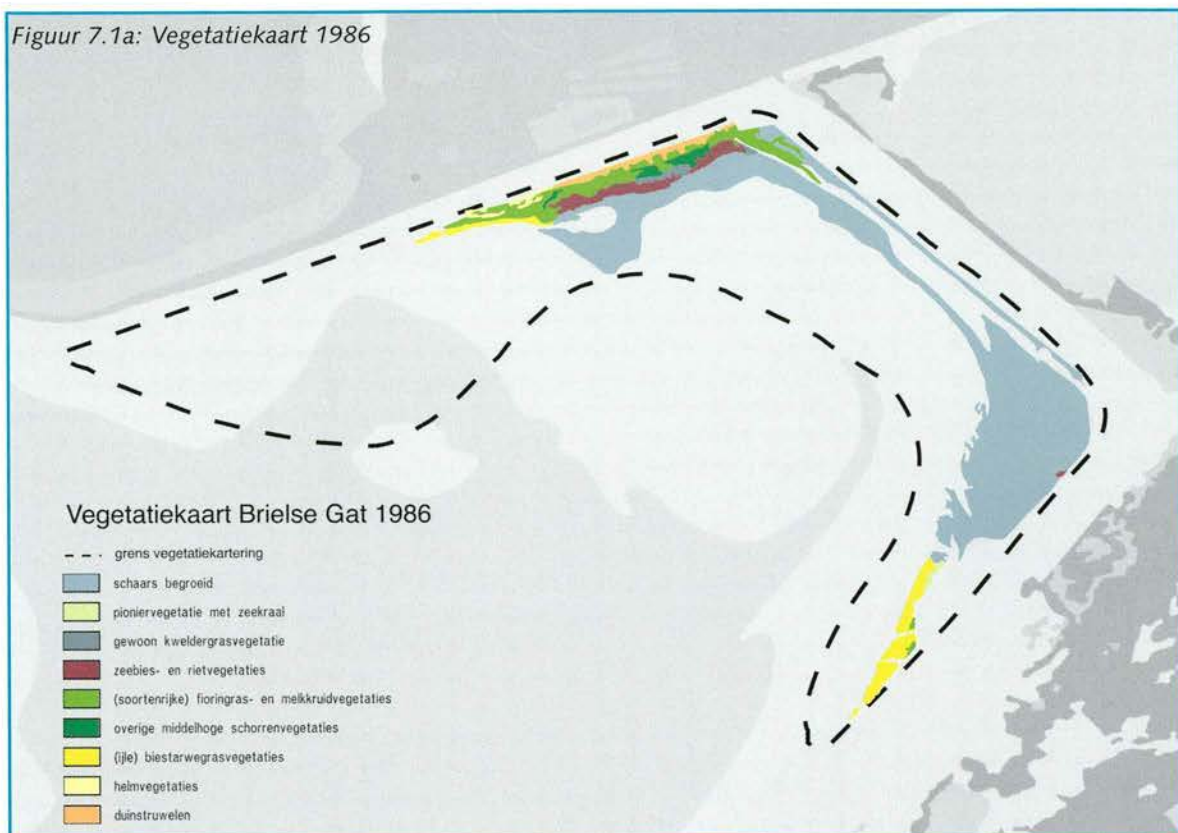 Figuur 7.1a: Vegetatiekaart 1986
Vegetatiekaart Brielse Gat 1986
grens vegetatiekartering
schaars begroeid
pioniervegetatie met zeekraal
gewoon kweldergrasvegetatie
zeebies- en rietvegetaties
(soortenrijke) fioringras- en melkkruidvegetaties
overige middelhoge schorrenvegetaties
(ijle) biestarwegrasvegetaties
helmvegetaties
duinstruwelen